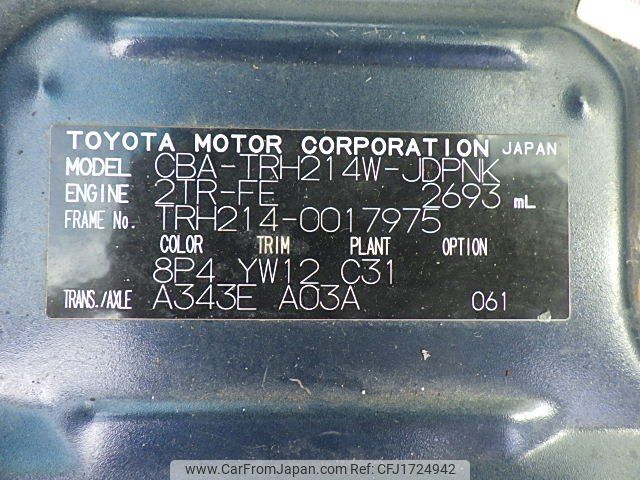 TOYOTA MOTOR CORPORATION JAPAN
MODEL CBA-TRH214W-JDPNK
ENGINE 2TR-FE 2693 mL
FRAME No. TRH214-0017975
COLOR TRIM PLANT OPTION
8P4 YW12 C31
TRANS./AXLE A343E A03A 061
www.CarFromJapan.com | Ref No: CFJ1724942